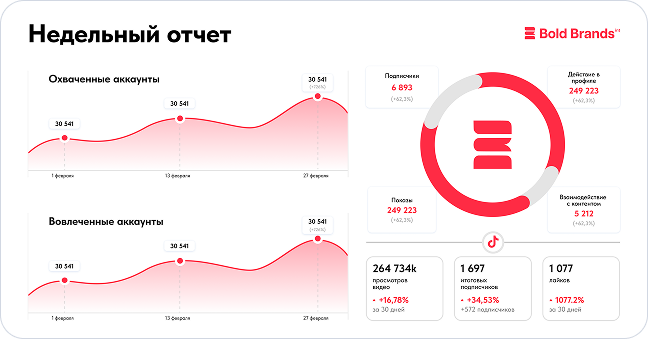 Недельный отчет
Bold Brands
Охваченные аккаунты
30 541
30 541
30 541
1 февраля
13 февраля
27 февраля
Вовлеченные аккаунты
30 541
30 541
30 541
1 февраля
13 февраля
27 февраля
Подписчики
6 893
(+62,3%)
Действие в
профиле
249 223
(+62,3%)
Показы
249 223
(+62,3%)
Взаимодействие
с контентом
5 212
(+62,3%)
264 734k
просмотров
видео
• +16,78%
за 30 дней
1 697
итоговых
подписчиков
• +34,53%
+572 подписчиков
1 077
лайков
• 1077.2%
за 30 дней